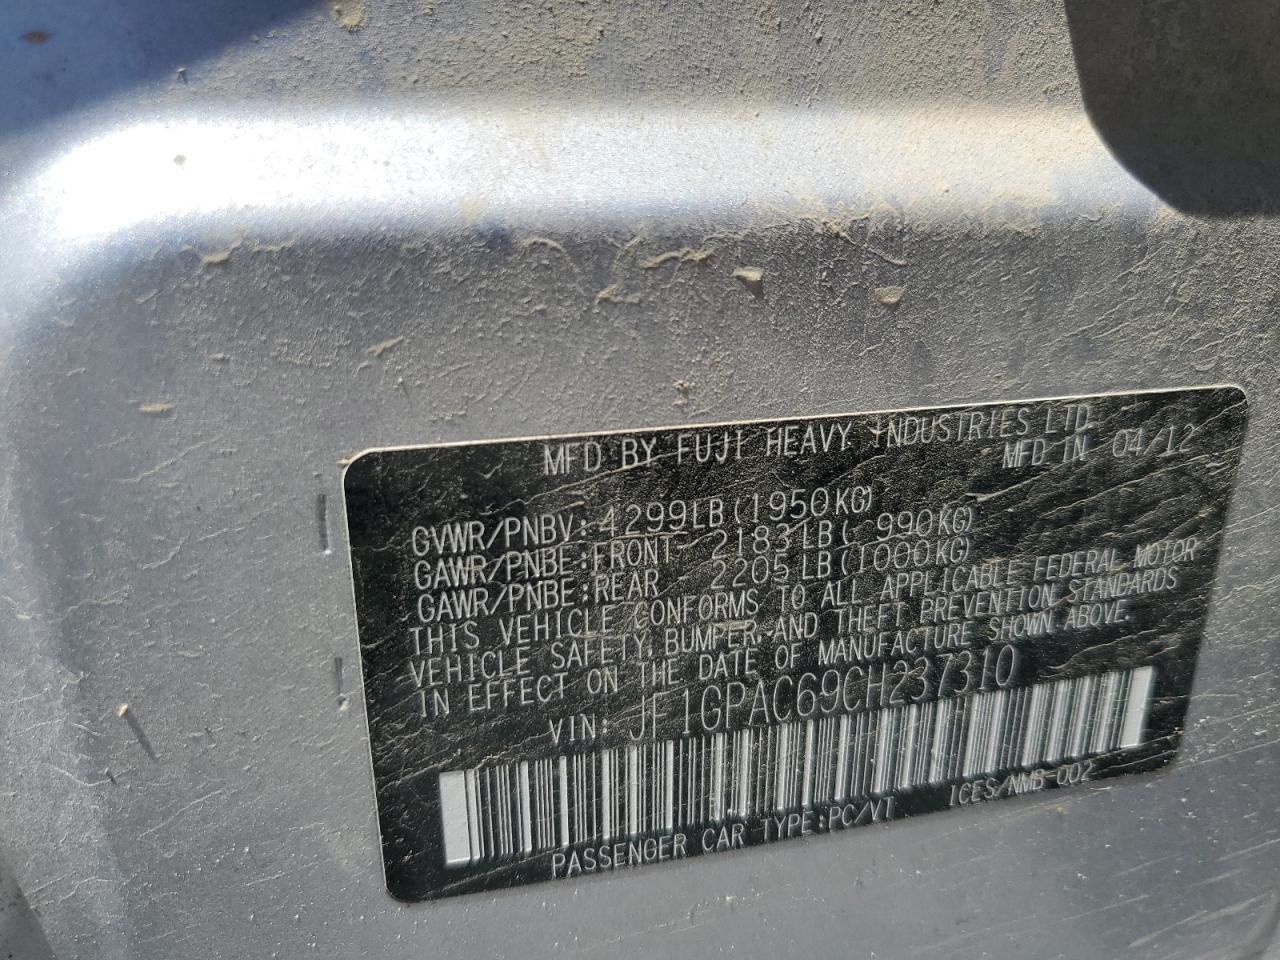 MFD BY FUJI HEAVY INDUSTRIES LTD.
MFD IN 04/12
GVWR/PNBV:4299LB(1950KG)
GAWR/PNBE:FRONT 2183LB( 990KG)
GAWR/PNBE:REAR 2205LB(1000KG)
THIS VEHICLE CONFORMS TO ALL APPLICABLE FEDERAL MOTOR
VEHICLE SAFETY, BUMPER, AND THEFT PREVENTION STANDARDS
IN EFFECT ON THE DATE OF MANUFACTURE SHOWN ABOVE.
VIN: JF1GPAC69CH237310
PASSENGER CAR TYPE:PC/VT ICES/NMB-002